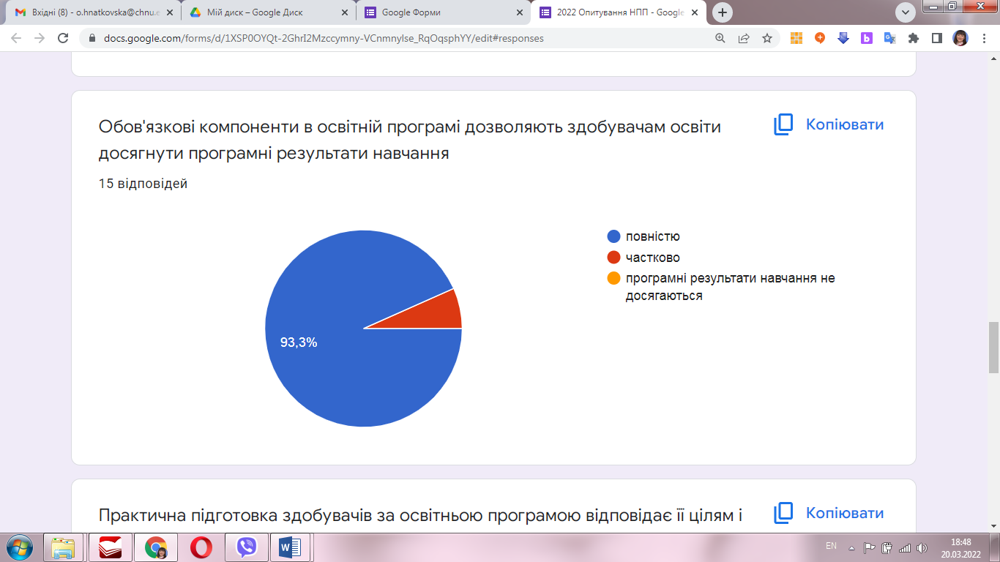 Вхідні (8) - o.hnatkovska@chnu.e
Мій диск – Google Диск
Google Форми
2022 Опитування НПП - Google
docs.google.com/forms/d/1XSP0OYQt-2GhrI2Mzccymny-VCnmnylse_RqOqsphYY/edit#responses
Обов'язкові компоненти в освітній програмі дозволяють здобувачам освіти
досягнути програмні результати навчання
Копіювати
15 відповідей
повністю
частково
програмні результати навчання не
досягаються
93,3%
Практична підготовка здобувачів за освітньою програмою відповідає її цілям і
Копіювати
EN
18:48
20.03.2022